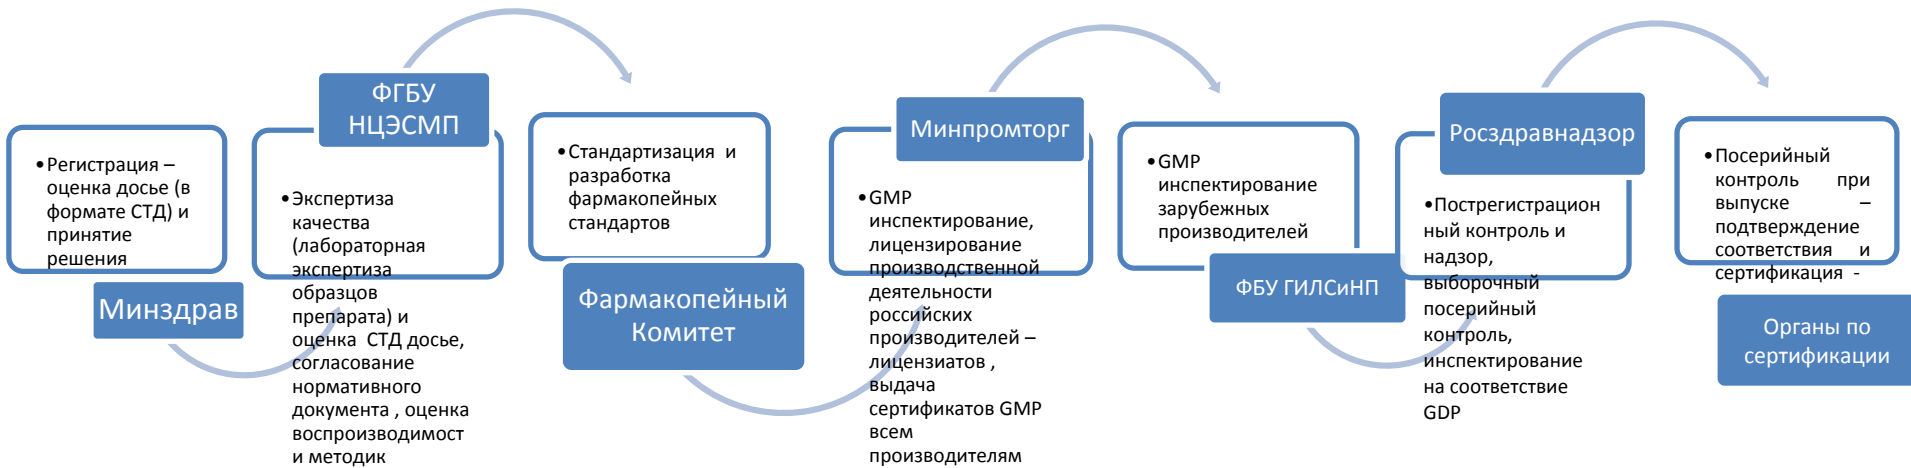 •Регистрация –
оценка досье (в
формате СТД) и
принятие
решения
Минздрав
ФГБУ
НЦЭСМП
•Экспертиза
качества
(лабораторная
экспертиза
образцов
препарата) и
оценка СТД досье,
согласование
нормативного
документа , оценка
воспроизводимост
и методик
•Стандартизация и
разработка
фармакопейных
стандартов
Фармакопейный
Комитет
Минпромторг
•GMP
инспектирование,
лицензирование
производственной
деятельности
российских
производителей –
лицензиатов ,
выдача
сертификатов GMP
всем
производителям
•GMP
инспектирование
зарубежных
производителей
ФБУ ГИЛСиНП
Росздравнадзор
•Пострегистрацион
ный контроль и
надзор,
выборочный
посерийный
контроль,
инспектирование
на соответствие
GDP
•Посерийный
контроль при
выпуске –
подтверждение
соответствия и
сертификация -
Органы по
сертификации